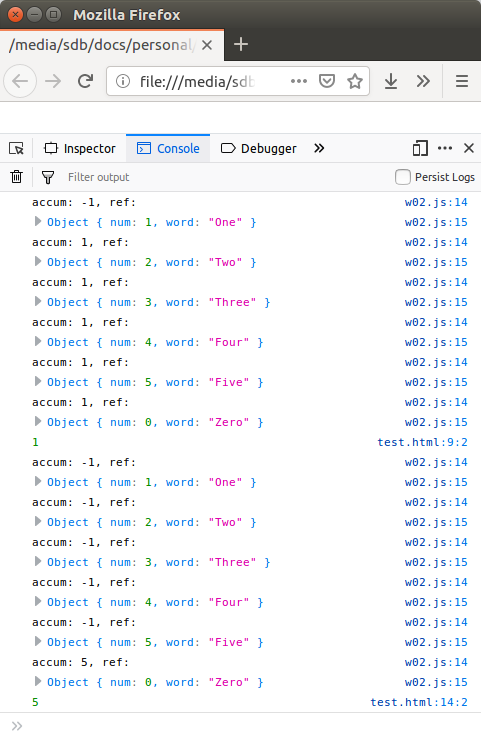 Mozilla Firefox
/media/sdb/docs/personal/
file:///media/sdb
Inspector Console Debugger
Filter output Persist Logs
accum: -1, ref: w02.js:14
Object { num: 1, word: "One" } w02.js:15
accum: 1, ref: w02.js:14
Object { num: 2, word: "Two" } w02.js:15
accum: 1, ref: w02.js:14
Object { num: 3, word: "Three" } w02.js:15
accum: 1, ref: w02.js:14
Object { num: 4, word: "Four" } w02.js:15
accum: 1, ref: w02.js:14
Object { num: 5, word: "Five" } w02.js:15
accum: 1, ref: w02.js:14
Object { num: 0, word: "Zero" } w02.js:15
1 test.html:9:2
accum: -1, ref: w02.js:14
Object { num: 1, word: "One" } w02.js:15
accum: -1, ref: w02.js:14
Object { num: 2, word: "Two" } w02.js:15
accum: -1, ref: w02.js:14
Object { num: 3, word: "Three" } w02.js:15
accum: -1, ref: w02.js:14
Object { num: 4, word: "Four" } w02.js:15
accum: -1, ref: w02.js:14
Object { num: 5, word: "Five" } w02.js:15
accum: 5, ref: w02.js:14
Object { num: 0, word: "Zero" } w02.js:15
5 test.html:14:2